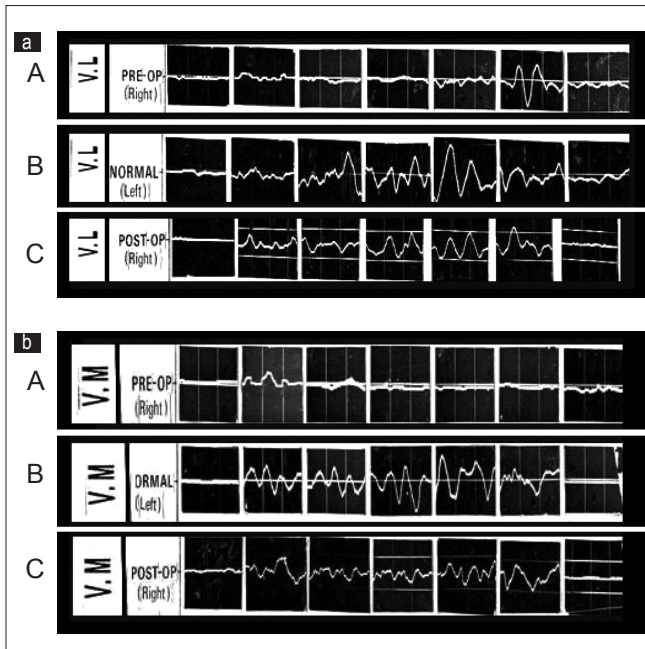 a
A
V.L
PRE-OP
(Right)
B
V.L
NORMAL
(Left)
C
V.L
POST-OP
(Right)
b
A
V.M
PRE-OP
(Right)
B
V.M
ORMAL
(Left)
C
V.M
POST-OP
(Right)